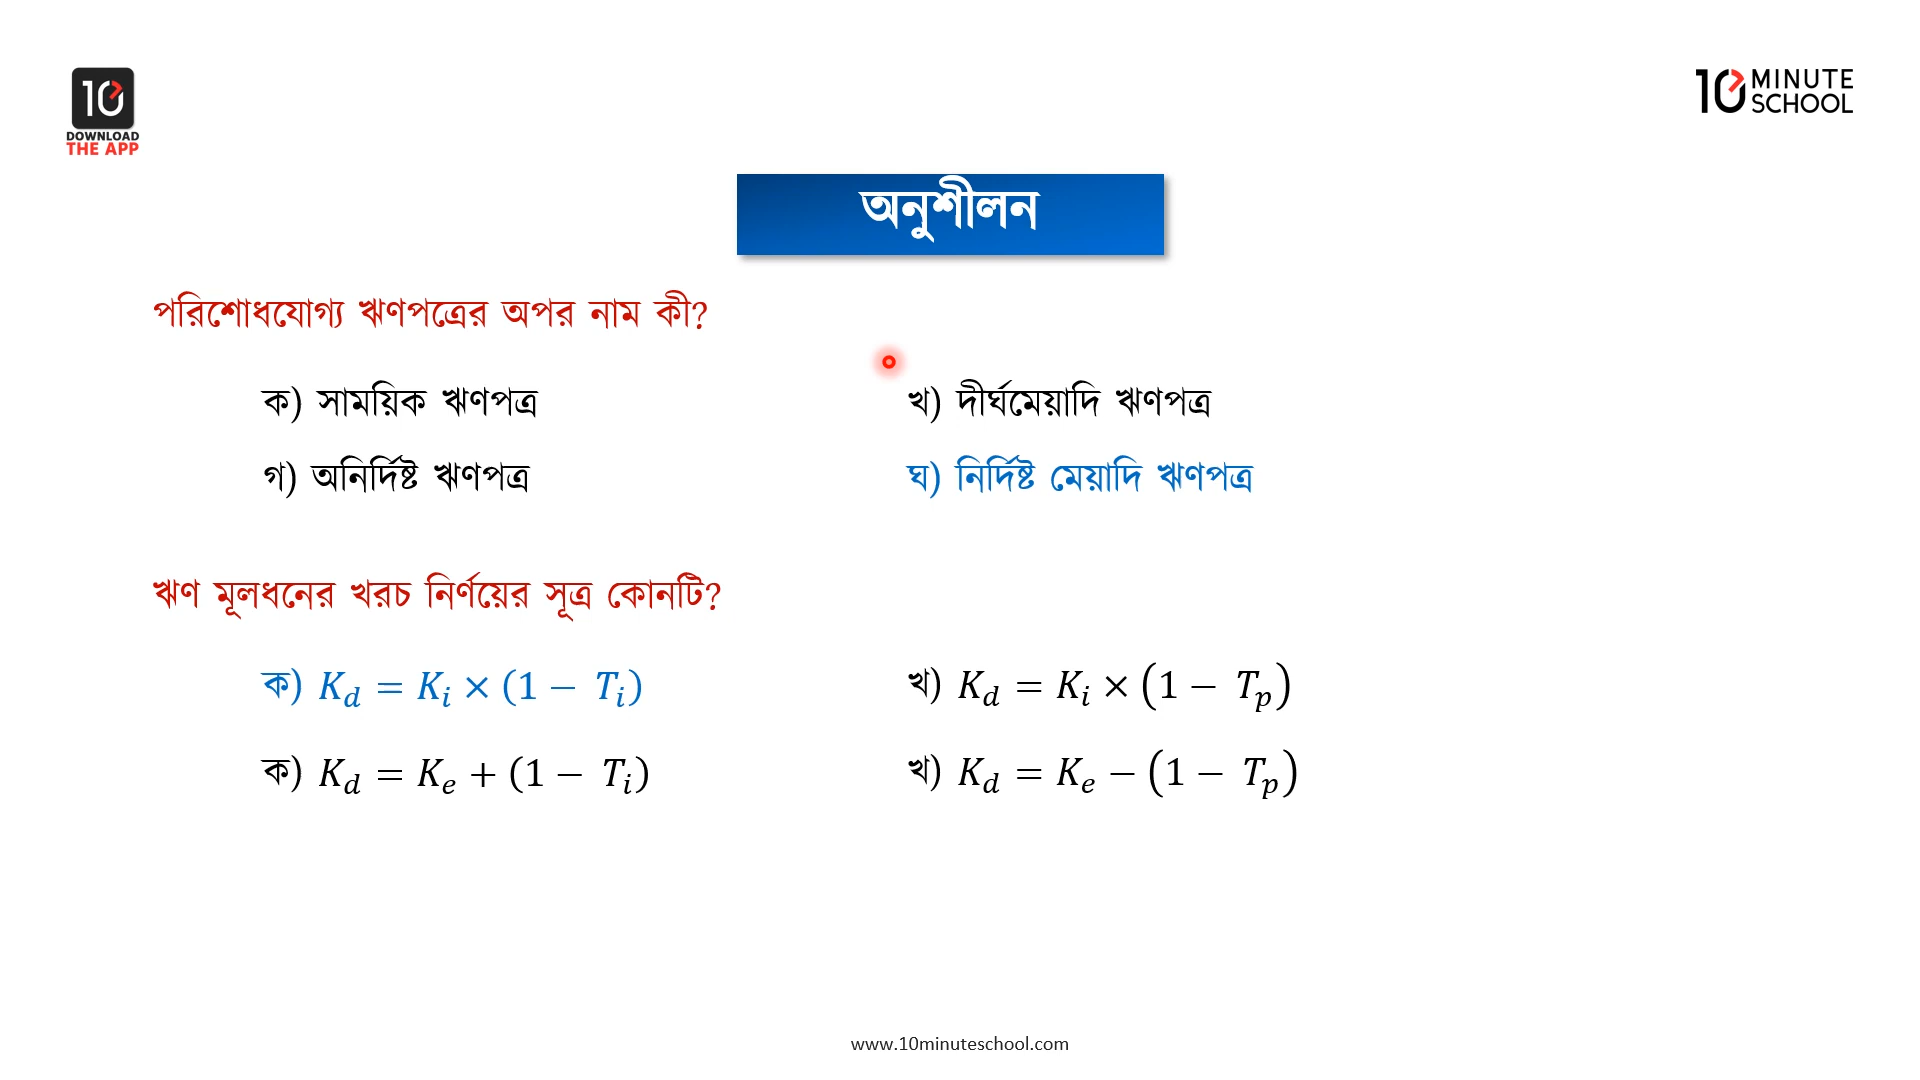 10
DOWNLOAD
THE APP
10 MINUTE
SCHOOL
অনুশীলন
পরিশোধযোগ্য ঋণপত্রের অপর নাম কী?
ক) সাময়িক ঋণপত্র খ) দীর্ঘমেয়াদি ঋণপত্র
গ) অনির্দিষ্ট ঋণপত্র ঘ) নির্দিষ্ট মেয়াদি ঋণপত্র
ঋণ মূলধনের খরচ নির্ণয়ের সূত্র কোনটি?
ক) $K_d = K_i \times (1 - T_i)$ খ) $K_d = K_i \times (1 - T_p)$
ক) $K_d = K_e + (1 - T_i)$ খ) $K_d = K_e - (1 - T_p)$
www.10minuteschool.com